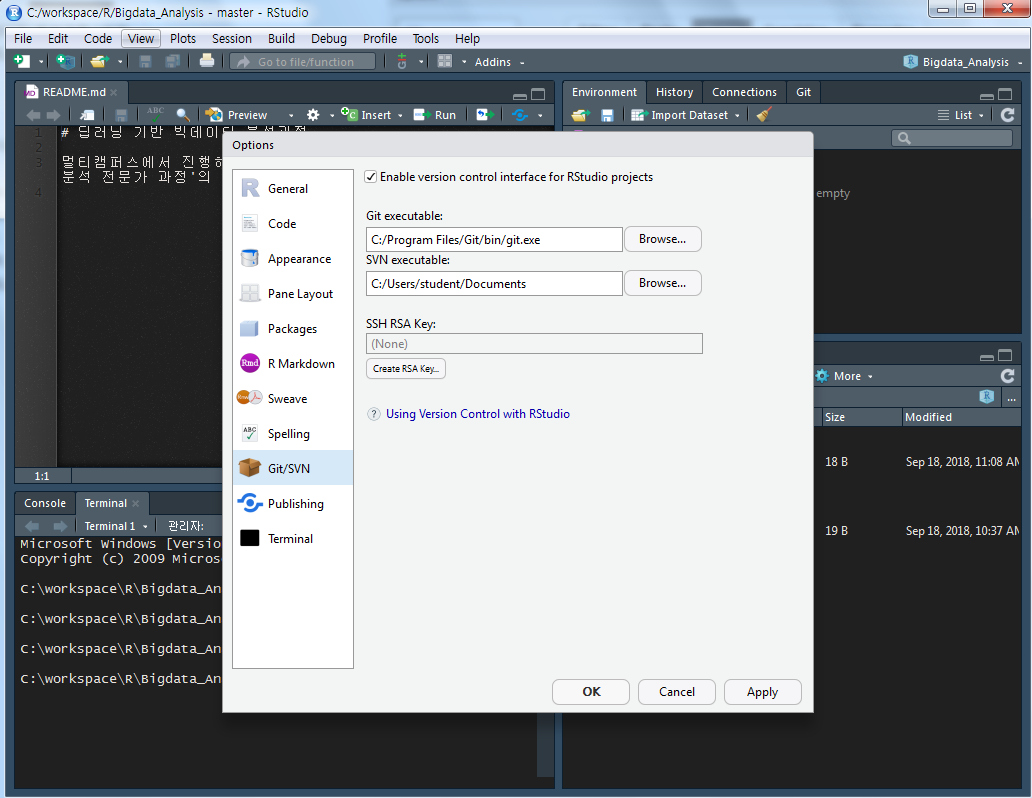 C:/workspace/R/Bigdata_Analysis - master - RStudio
File Edit Code View Plots Session Build Debug Profile Tools Help
Go to file/function Addins Bigdata_Analysis
README.md
Environment History Connections Git
ABC Preview Insert Run
Import Dataset List
1 # 딥러닝 기반 빅데이터 분석과정
2
3 멀티캠퍼스에서 진행하
분석 전문가 과정'의
4
empty
Options
General
Code
Appearance
Pane Layout
Packages
Rmd R Markdown
Sweave
ABC Spelling
Git/SVN
Publishing
Terminal
Enable version control interface for RStudio projects
Git executable:
C:/Program Files/Git/bin/git.exe Browse...
SVN executable:
C:/Users/student/Documents Browse...
SSH RSA Key:
(None)
Create RSA Key...
? Using Version Control with RStudio
OK Cancel Apply
More
...
Size Modified
18 B Sep 18, 2018, 11:08 AM
19 B Sep 18, 2018, 10:37 AM
1:1
Console Terminal
Terminal 1 관리자:
Microsoft Windows [Versio
Copyright (c) 2009 Micros
C:\workspace\R\Bigdata_An
C:\workspace\R\Bigdata_An
C:\workspace\R\Bigdata_An
C:\workspace\R\Bigdata_An